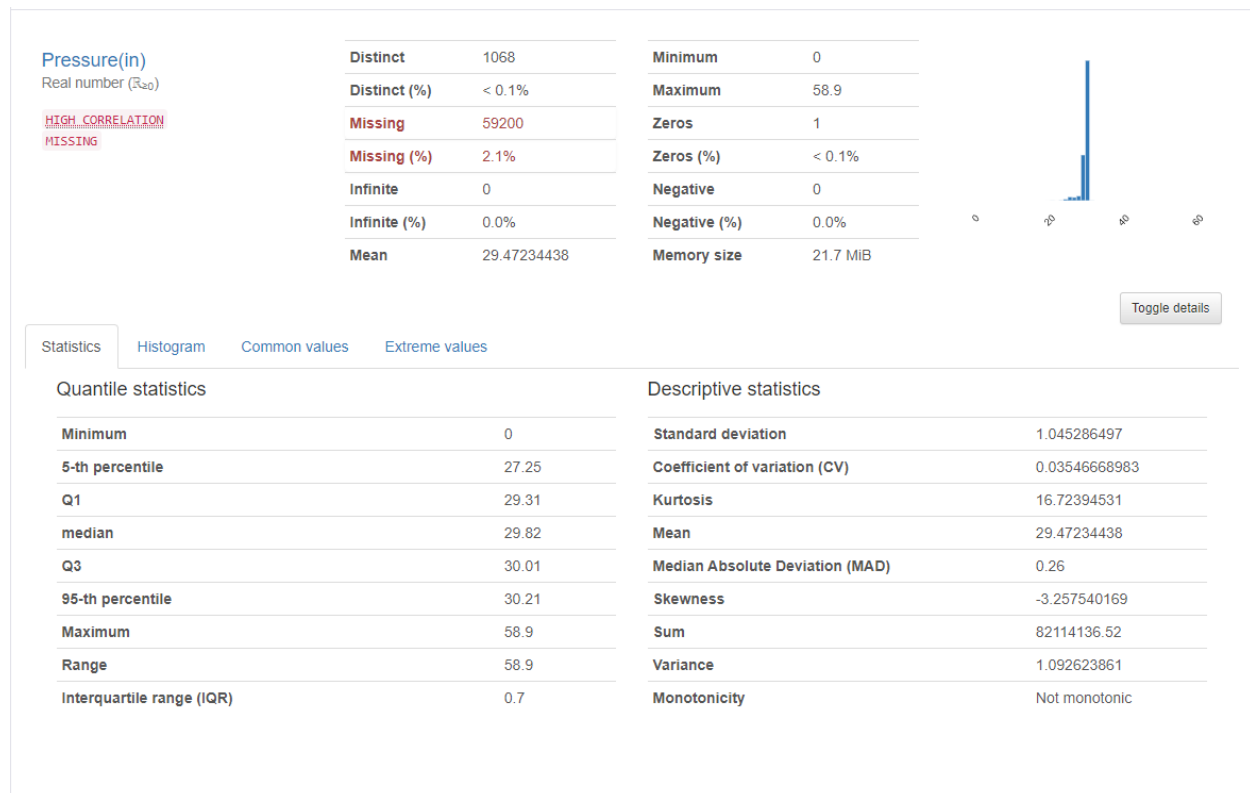 Pressure(in)
Real number (ℝ≥0)
HIGH CORRELATION
MISSING
Distinct 1068
Distinct (%) < 0.1%
Missing 59200
Missing (%) 2.1%
Infinite 0
Infinite (%) 0.0%
Mean 29.47234438
Minimum 0
Maximum 58.9
Zeros 1
Zeros (%) < 0.1%
Negative 0
Negative (%) 0.0%
Memory size 21.7 MiB
0 20 40 60
Toggle details
Statistics Histogram Common values Extreme values
Quantile statistics
Minimum 0
5-th percentile 27.25
Q1 29.31
median 29.82
Q3 30.01
95-th percentile 30.21
Maximum 58.9
Range 58.9
Interquartile range (IQR) 0.7
Descriptive statistics
Standard deviation 1.045286497
Coefficient of variation (CV) 0.03546668983
Kurtosis 16.72394531
Mean 29.47234438
Median Absolute Deviation (MAD) 0.26
Skewness -3.257540169
Sum 82114136.52
Variance 1.092623861
Monotonicity Not monotonic